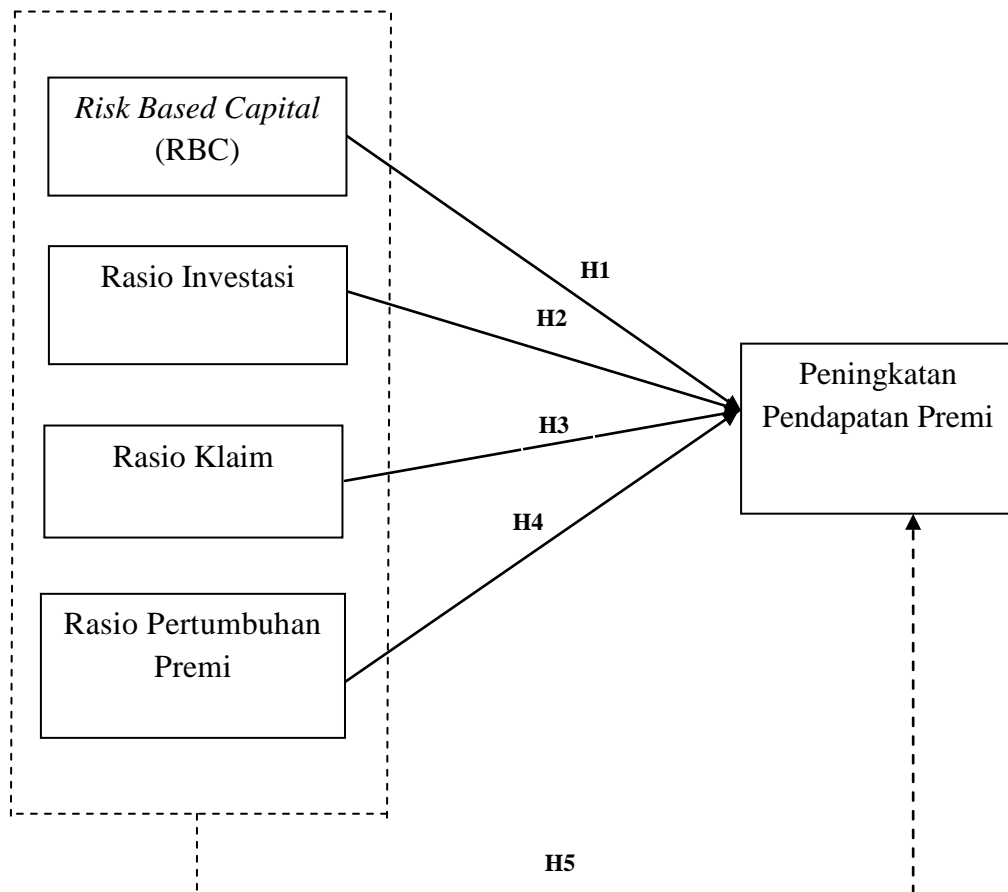 Risk Based Capital
(RBC)
H1
Rasio Investasi
H2
Peningkatan
Pendapatan Premi
Rasio Klaim
H3
H4
Rasio Pertumbuhan
Premi
H5